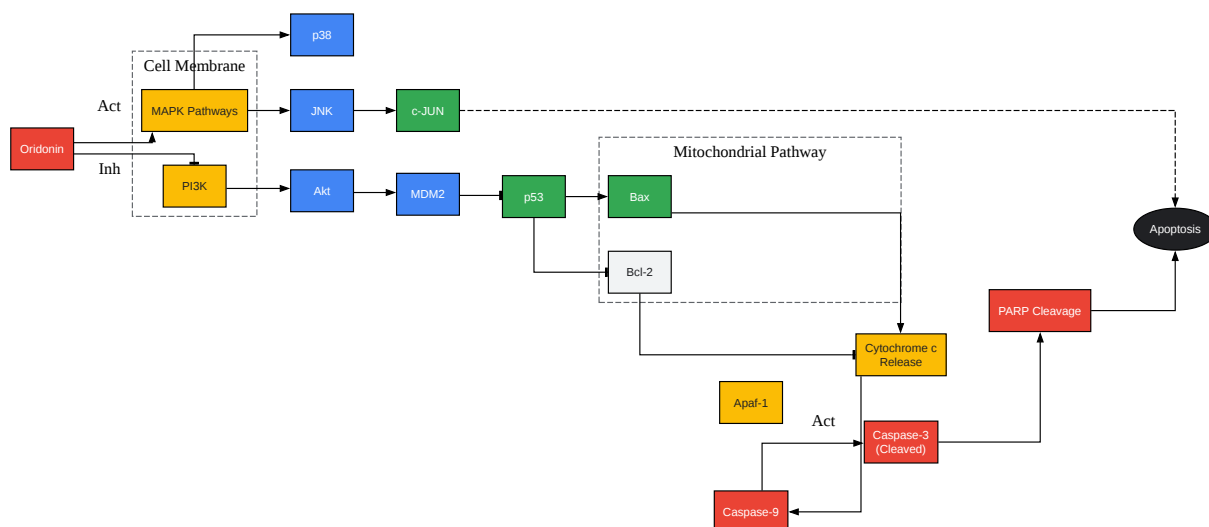 p38
Cell Membrane
Act
MAPK Pathways
JNK
c-JUN
Oridonin
Inh
PI3K
Akt
MDM2
p53
Mitochondrial Pathway
Bax
Bcl-2
Apoptosis
PARP Cleavage
Cytochrome c
Release
Apaf-1
Act
Caspase-3
(Cleaved)
Caspase-9